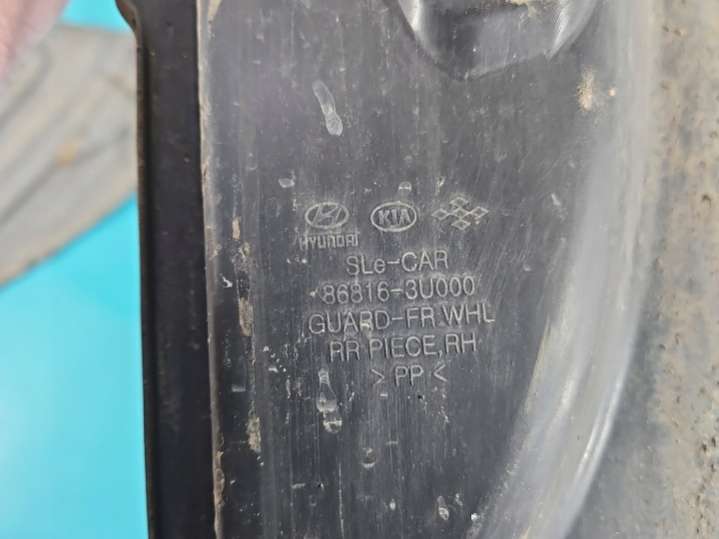 HYUNDAI KIA
SLe-CAR
86816-3U000
GUARD-FR WHL
RR PIECE,RH
>PP<